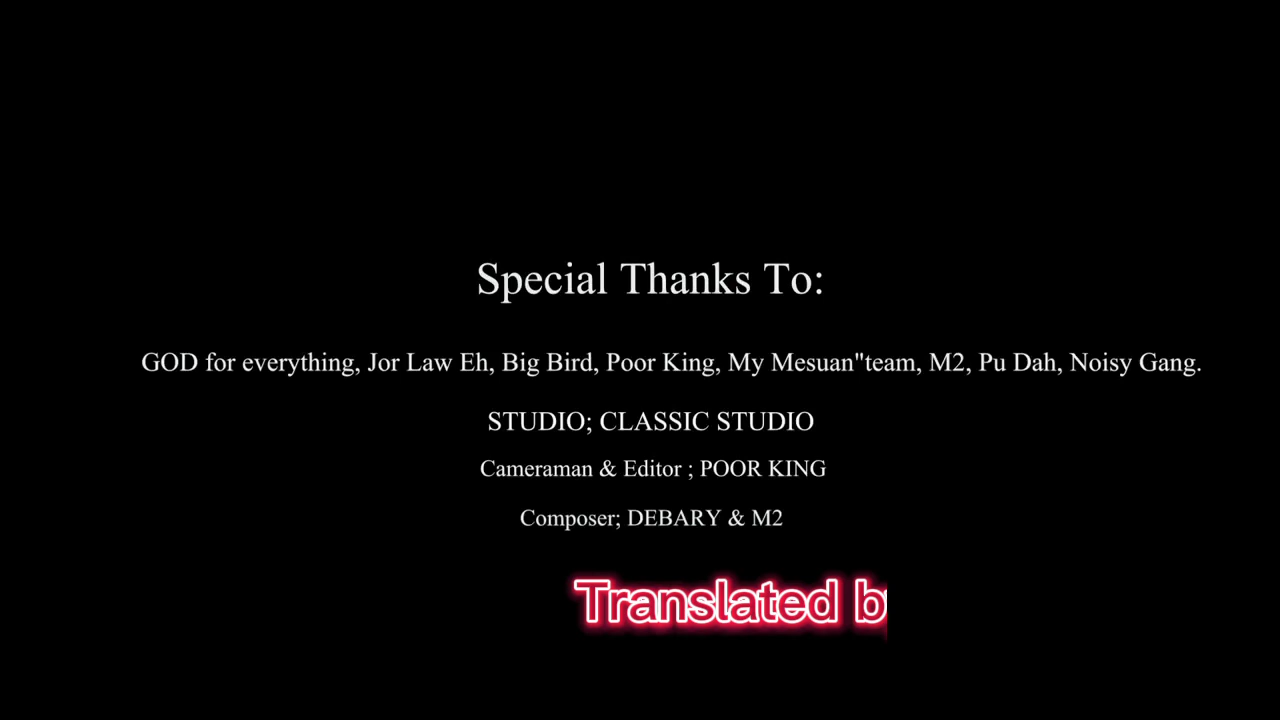 Special Thanks To:
GOD for everything, Jor Law Eh, Big Bird, Poor King, My Mesuan"team, M2, Pu Dah, Noisy Gang.
STUDIO; CLASSIC STUDIO
Cameraman & Editor ; POOR KING
Composer; DEBARY & M2
Translated b